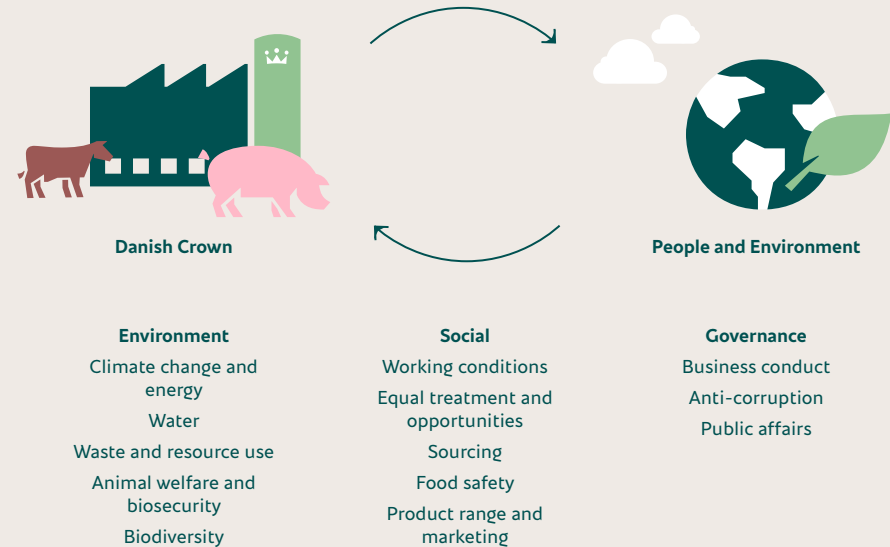 Danish Crown
People and Environment
Environment
Climate change and
energy
Water
Waste and resource use
Animal welfare and
biosecurity
Biodiversity
Social
Working conditions
Equal treatment and
opportunities
Sourcing
Food safety
Product range and
marketing
Governance
Business conduct
Anti-corruption
Public affairs